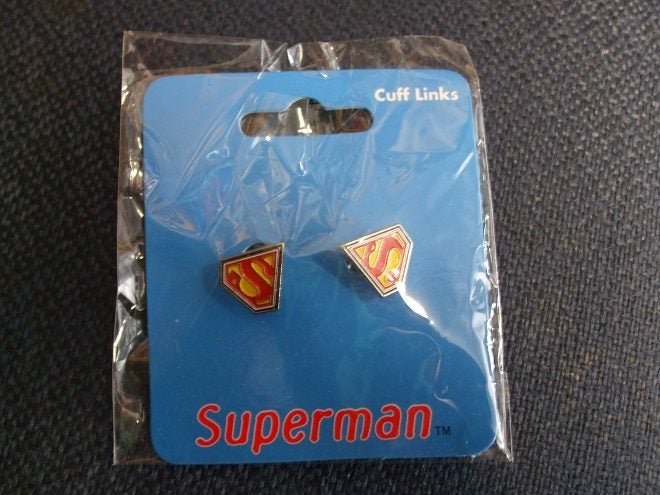 Cuff Links
S S
Superman™